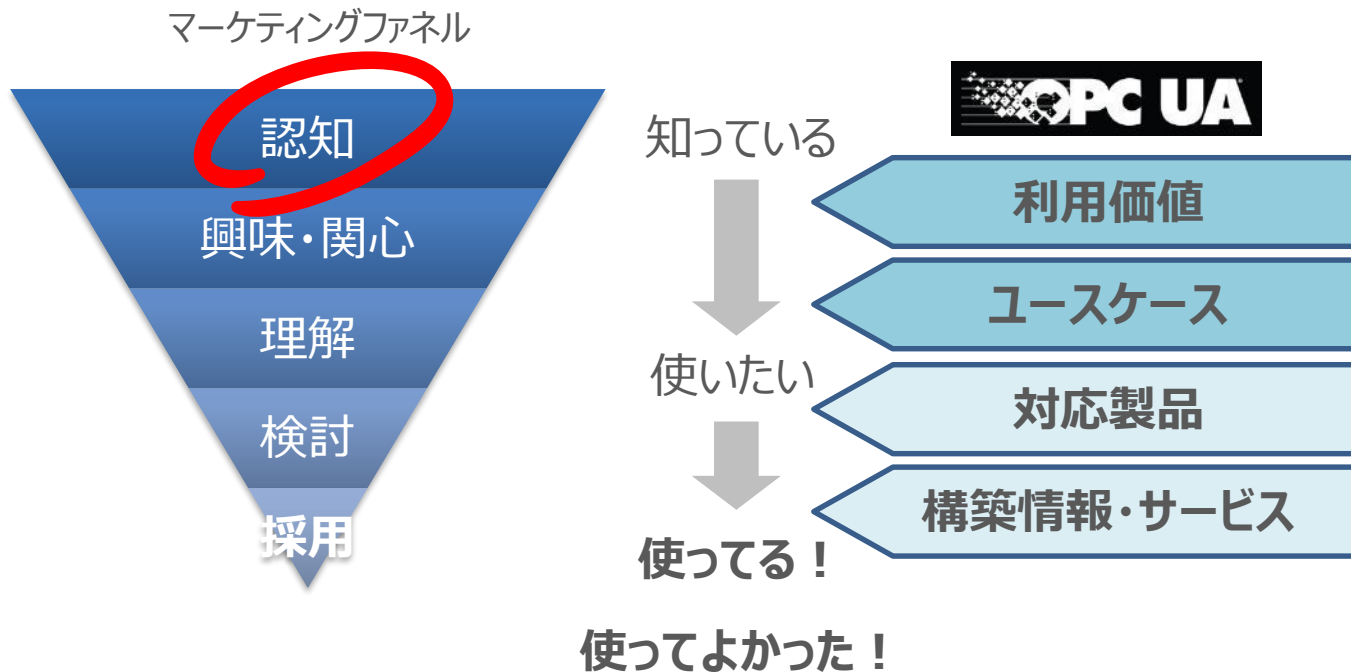 マーケティングファネル
認知
興味・関心
理解
検討
採用
知っている
使いたい
使ってる！
使ってよかった！
OPC UA
利用価値
ユースケース
対応製品
構築情報・サービス